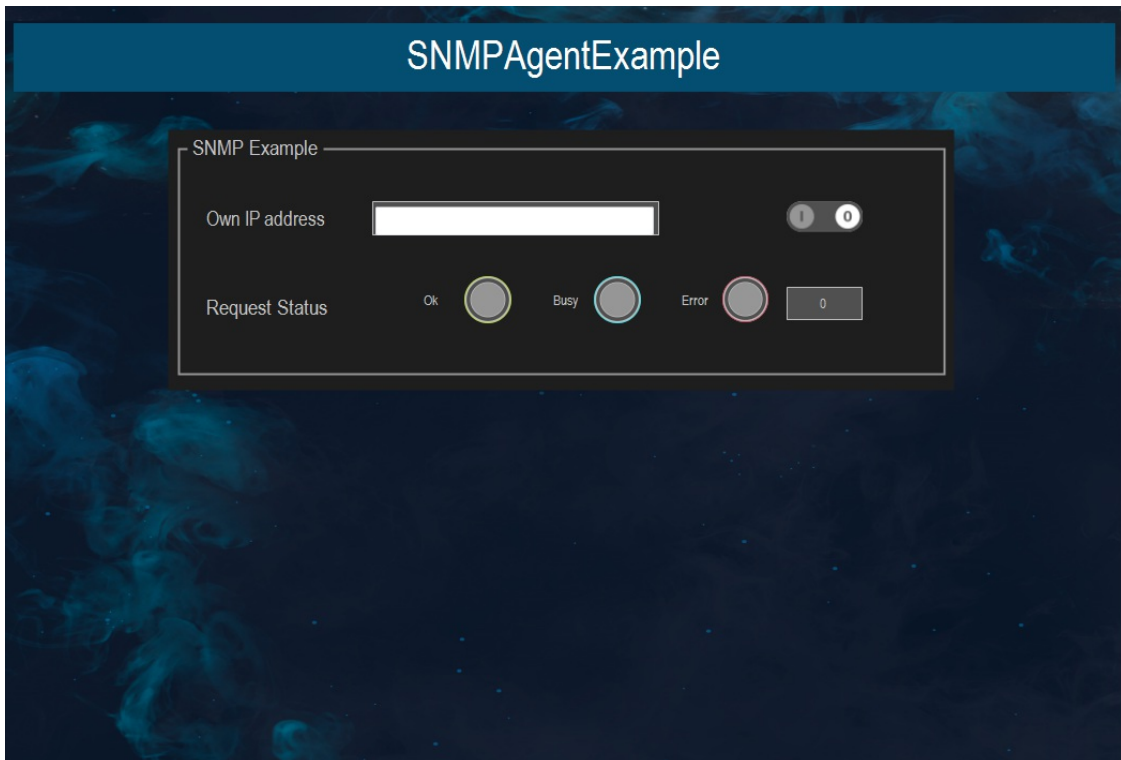 SNMPAgentExample
SNMP Example
Own IP address
I 0
Request Status Ok Busy Error 0